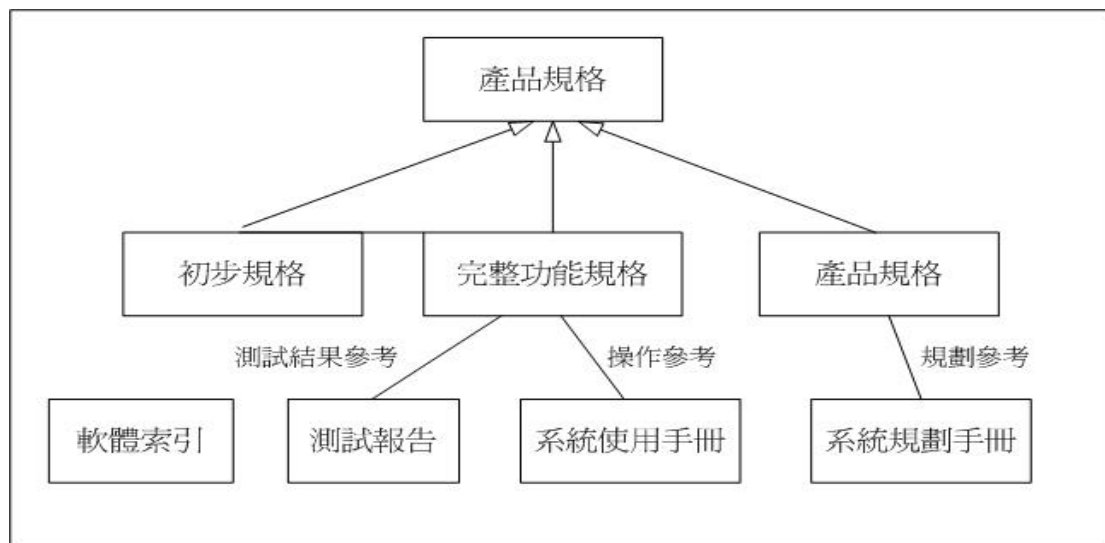 產品規格
初步規格
完整功能規格
產品規格
測試結果參考
操作參考
規劃參考
軟體索引
測試報告
系統使用手冊
系統規劃手冊